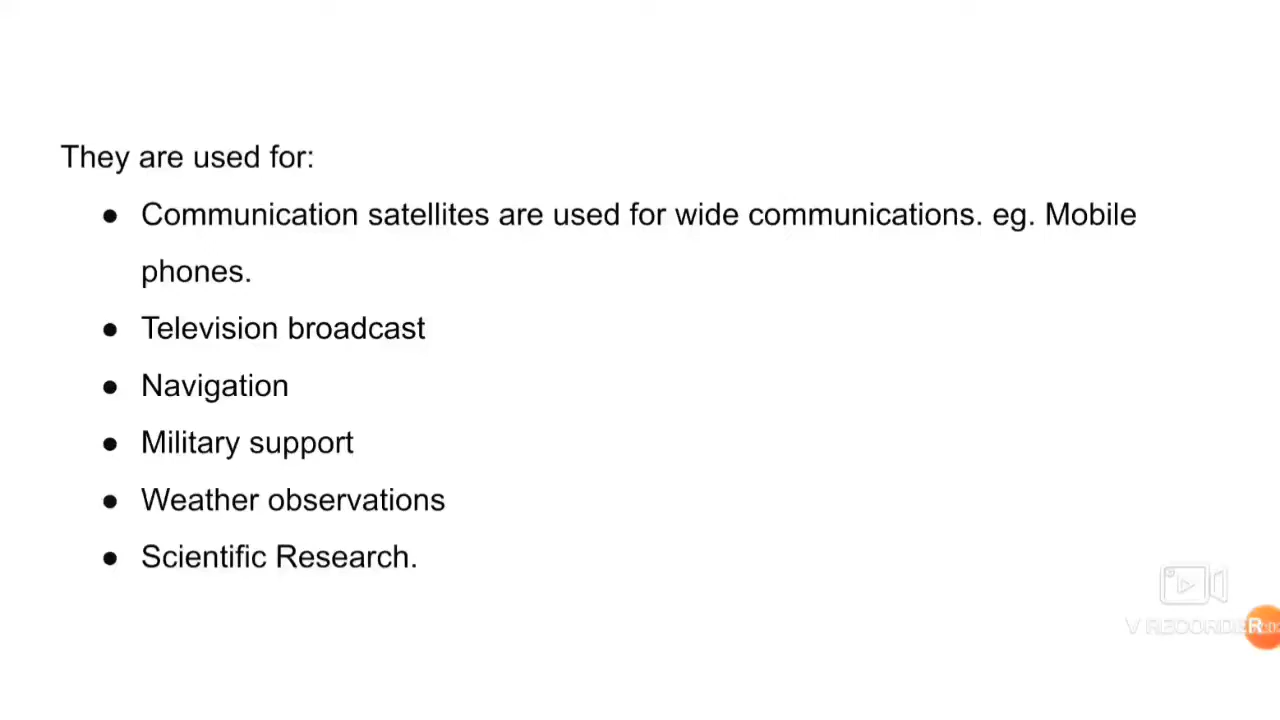 They are used for:
● Communication satellites are used for wide communications. eg. Mobile
phones.
● Television broadcast
● Navigation
● Military support
● Weather observations
● Scientific Research.
V RECORDER